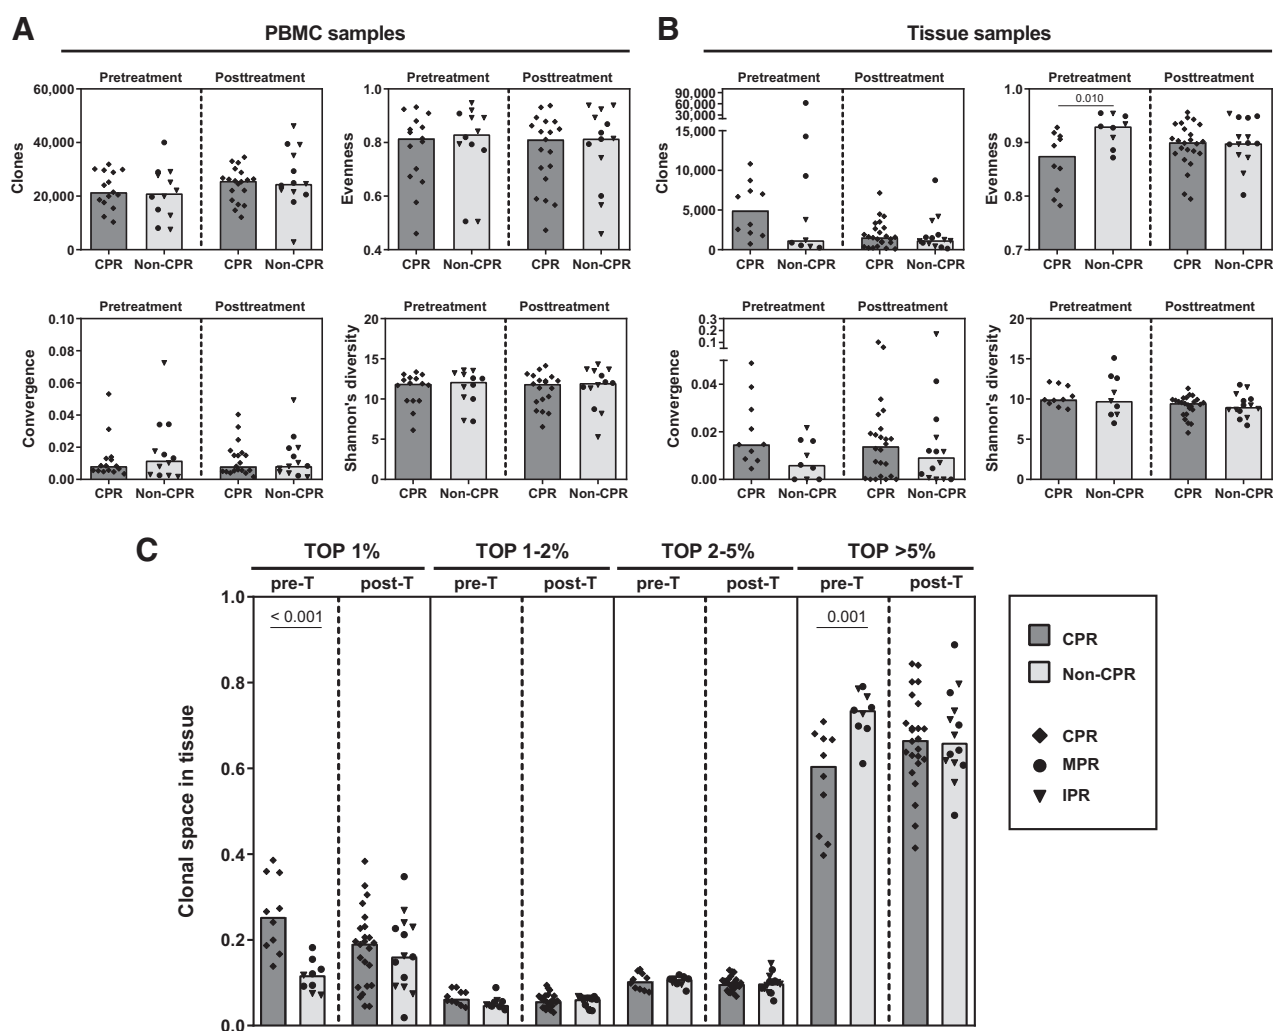 A
PBMC samples
Pretreatment Posttreatment
Clones
60,000
40,000
20,000
0
CPR Non-CPR CPR Non-CPR
Pretreatment Posttreatment
Evenness
1.0
0.8
0.6
0.4
CPR Non-CPR CPR Non-CPR
Pretreatment Posttreatment
Convergence
0.10
0.08
0.06
0.04
0.02
0.00
CPR Non-CPR CPR Non-CPR
Pretreatment Posttreatment
Shannon's diversity
20
15
10
5
0
CPR Non-CPR CPR Non-CPR
B
Tissue samples
Pretreatment Posttreatment
Clones
90,000
60,000
30,000
15,000
5,000
0
CPR Non-CPR CPR Non-CPR
Pretreatment Posttreatment
0.010
Evenness
1.0
0.9
0.8
0.7
CPR Non-CPR CPR Non-CPR
Pretreatment Posttreatment
Convergence
0.3
0.2
0.1
0.04
0.02
0.00
CPR Non-CPR CPR Non-CPR
Pretreatment Posttreatment
Shannon's diversity
20
15
10
5
0
CPR Non-CPR CPR Non-CPR
C
TOP 1% TOP 1-2% TOP 2-5% TOP >5%
pre-T post-T pre-T post-T pre-T post-T pre-T post-T
< 0.001 0.001
Clonal space in tissue
1.0
0.8
0.6
0.4
0.2
0.0
CPR
Non-CPR
CPR
MPR
IPR